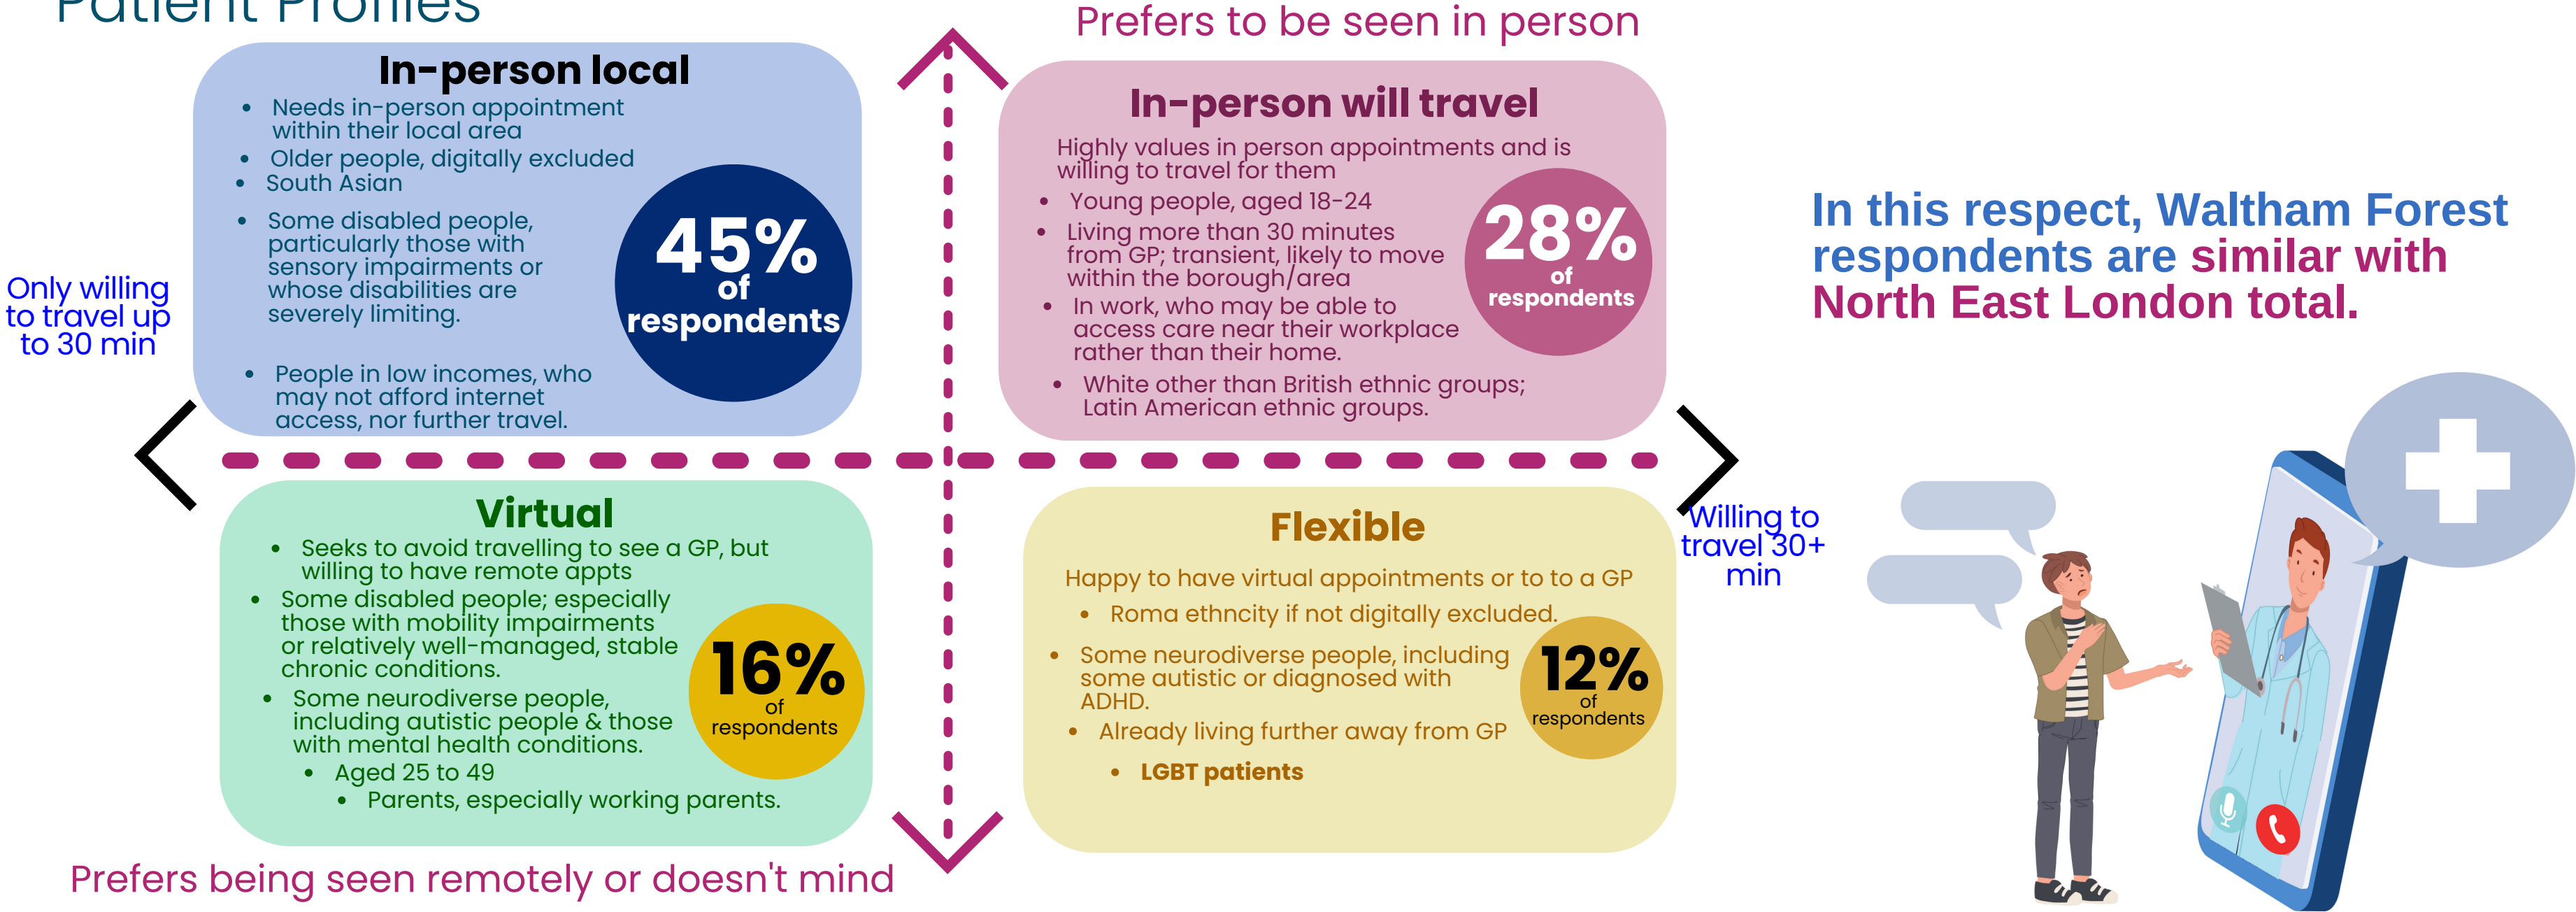 Patient Profiles
Prefers to be seen in person
In-person local
• Needs in-person appointment
within their local area
• Older people, digitally excluded
• South Asian
• Some disabled people,
particularly those with
sensory impairments or
whose disabilities are
severely limiting.
• People in low incomes, who
may not afford internet
access, nor further travel.
45%
of
respondents
In-person will travel
Highly values in person appointments and is
willing to travel for them
• Young people, aged 18-24
• Living more than 30 minutes
from GP; transient, likely to move
within the borough/area
• In work, who may be able to
access care near their workplace
rather than their home.
• White other than British ethnic groups;
Latin American ethnic groups.
28%
of
respondents
In this respect, Waltham Forest
respondents are similar with
North East London total.
Only willing
to travel up
to 30 min
Virtual
• Seeks to avoid travelling to see a GP, but
willing to have remote appts
• Some disabled people; especially
those with mobility impairments
or relatively well-managed, stable
chronic conditions.
• Some neurodiverse people,
including autistic people & those
with mental health conditions.
• Aged 25 to 49
• Parents, especially working parents.
16%
of
respondents
Flexible
Happy to have virtual appointments or to to a GP
• Roma ethncity if not digitally excluded.
• Some neurodiverse people, including
some autistic or diagnosed with
ADHD.
• Already living further away from GP
• LGBT patients
12%
of
respondents
Willing to
travel 30+
min
Prefers being seen remotely or doesn't mind